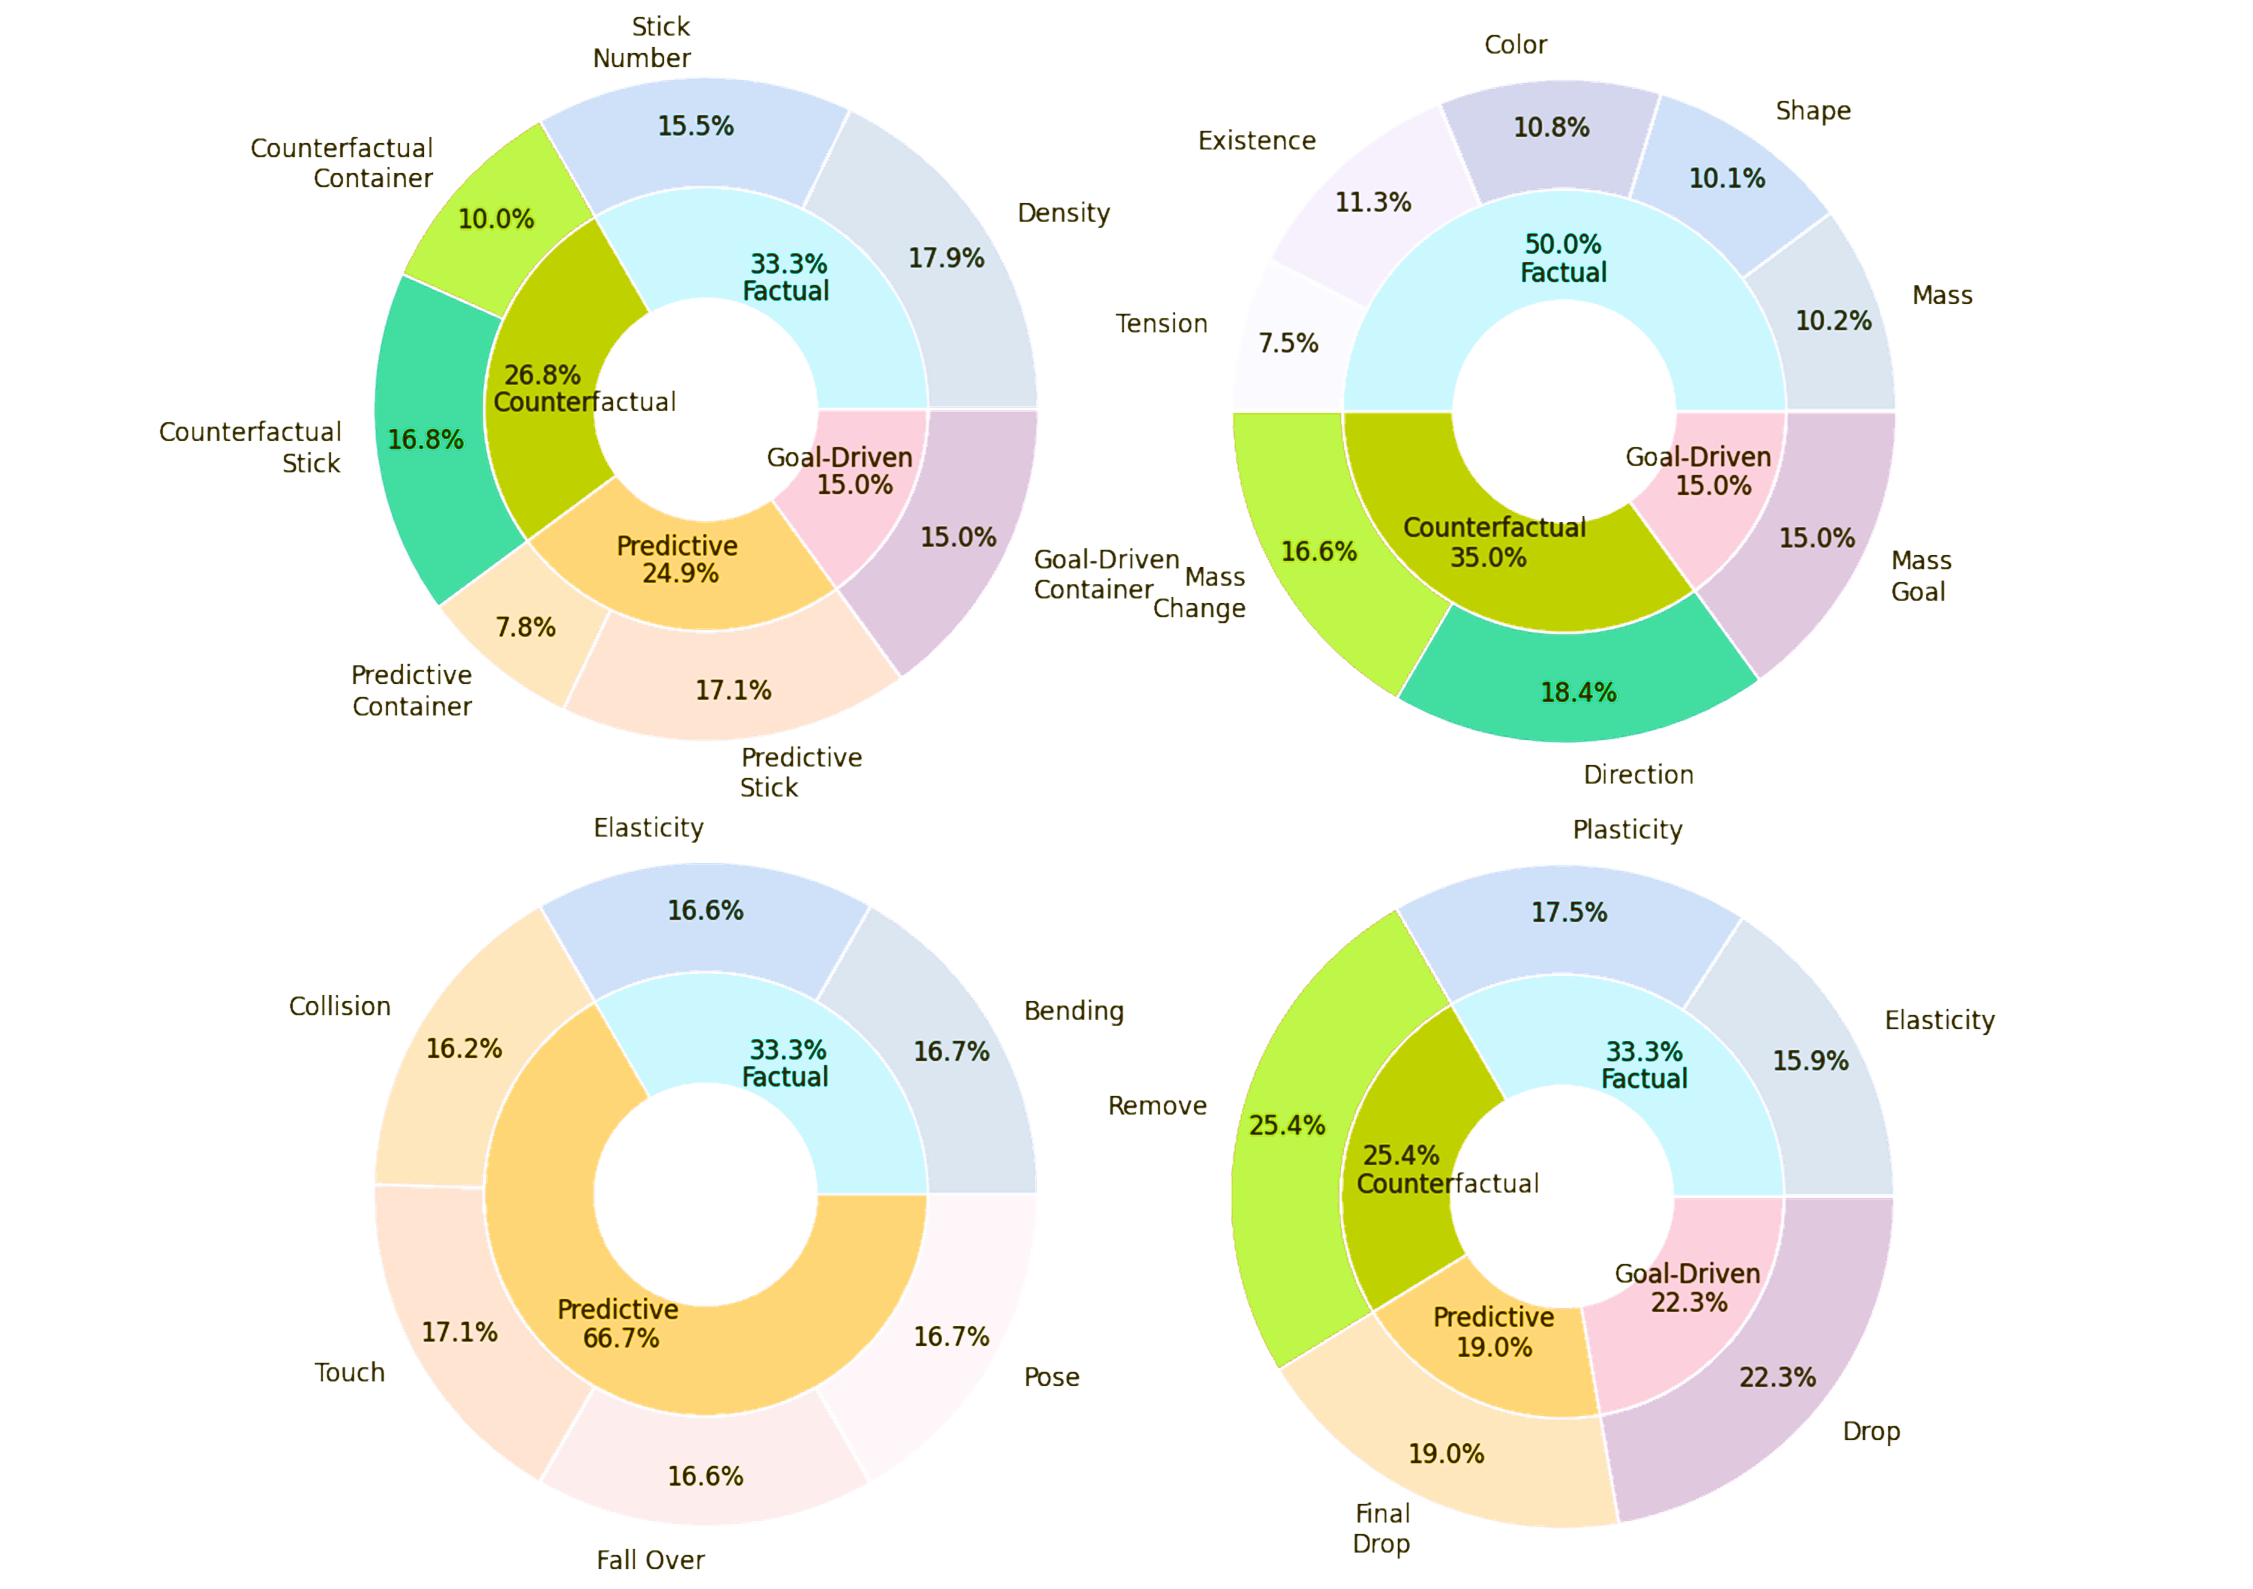 Stick
Number
15.5%
Counterfactual
Container
10.0%
Density
17.9%
33.3%
Factual
26.8%
Counterfactual
Counterfactual
Stick
16.8%
Goal-Driven
15.0%
15.0%
Goal-Driven
Container
Predictive
24.9%
7.8%
Predictive
Container
17.1%
Predictive
Stick
Color
10.8%
Shape
10.1%
Existence
11.3%
50.0%
Factual
Mass
10.2%
Tension
7.5%
Goal-Driven
15.0%
15.0%
Mass
Goal
Counterfactual
35.0%
16.6%
Mass
Change
18.4%
Direction
Elasticity
16.6%
Collision
16.2%
33.3%
Factual
Bending
16.7%
Predictive
66.7%
17.1%
Touch
16.7%
Pose
16.6%
Fall Over
Plasticity
17.5%
Elasticity
15.9%
33.3%
Factual
Remove
25.4%
25.4%
Counterfactual
Goal-Driven
22.3%
Predictive
19.0%
22.3%
Drop
19.0%
Final
Drop